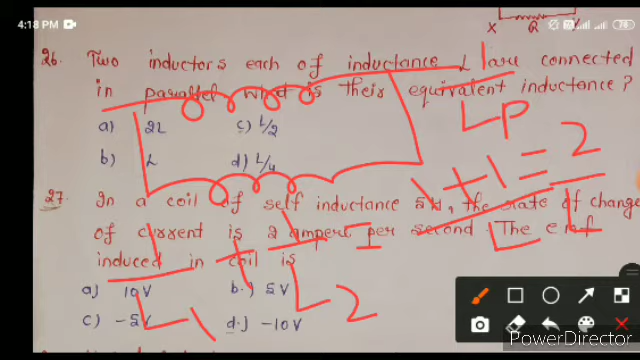 4:18 PM
78
X R Y
26. Two inductors each of inductance L are connected
in parallel what is their equivalent inductance?
a) 2L c) L/2
b) L d) L/4
Lp
1 + 1 = 2
27. In a coil of self inductance 5H, the rate of change
of current is 2 ampere per second. The emf
induced in coil is
a) 10V b.) 5V
c) -5V d.) -10V
L1
L2
PowerDirector